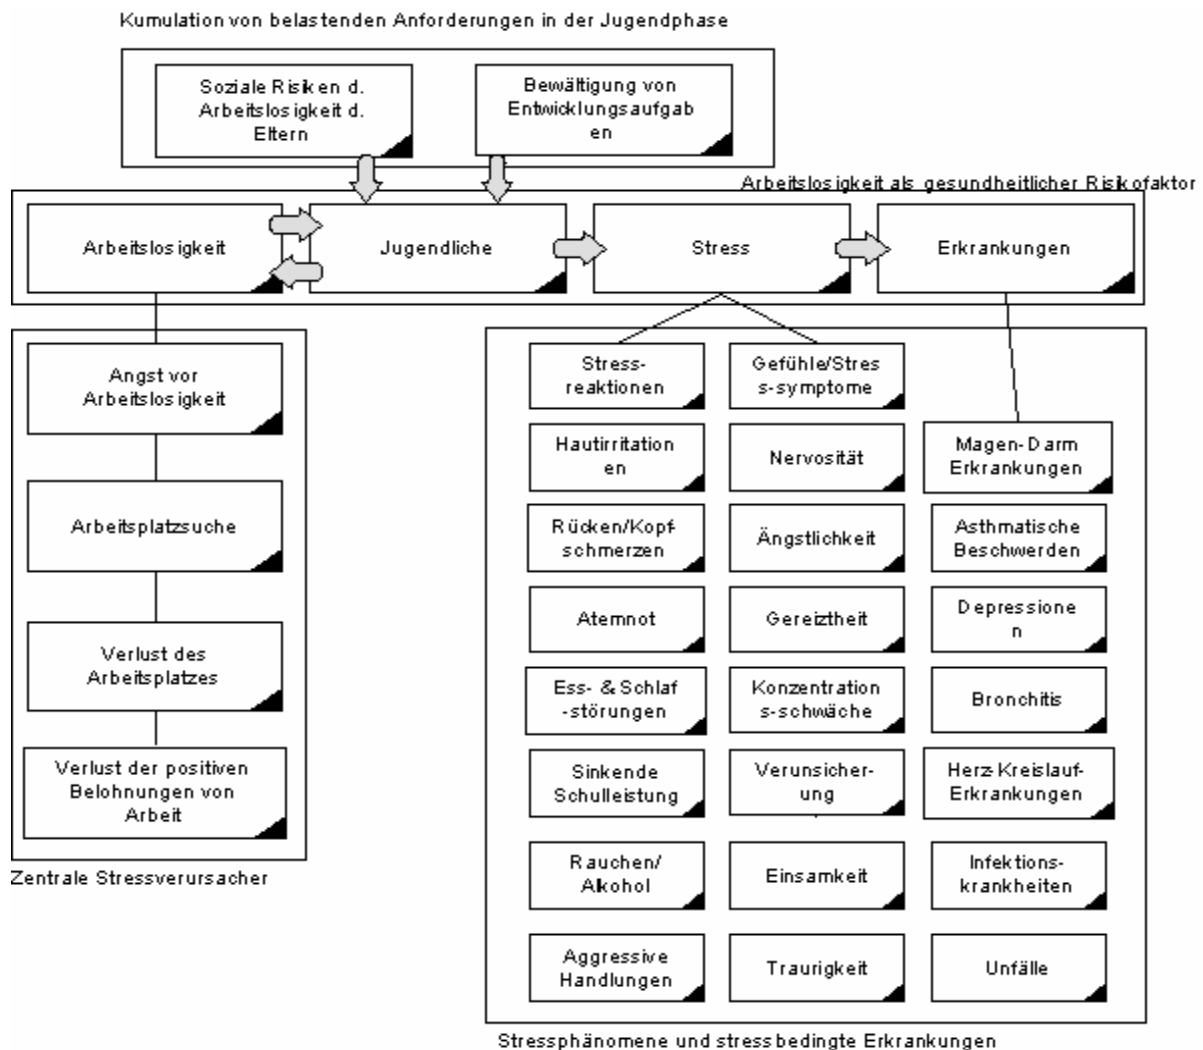 Kumulation von belastenden Anforderungen in der Jugendphase
Soziale Risiken d.
Arbeitslosigkeit d.
Eltern
Bewältigung von
Entwicklungsaufgab
en
Arbeitslosigkeit als gesundheitlicher Risikofaktor
Arbeitslosigkeit
Jugendliche
Stress
Erkrankungen
Angst vor
Arbeitslosigkeit
Arbeitsplatzsuche
Verlust des
Arbeitsplatzes
Verlust der positiven
Belohnungen von
Arbeit
Zentrale Stressverursacher
Stress-
reaktionen
Hautirritation
en
Rücken/Kopf-
schmerzen
Atemnot
Ess- & Schlaf
-störungen
Sinkende
Schulleistung
Rauchen/
Alkohol
Aggressive
Handlungen
Gefühle/Stres
s-symptome
Nervosität
Ängstlichkeit
Gereiztheit
Konzentration
s-schwäche
Verunsicher-
ung
Einsamkeit
Traurigkeit
Magen-Darm
Erkrankungen
Asthmatische
Beschwerden
Depressione
n
Bronchitis
Herz-Kreislauf-
Erkrankungen
Infektions-
krankheiten
Unfälle
Stressphänomene und stressbedingte Erkrankungen